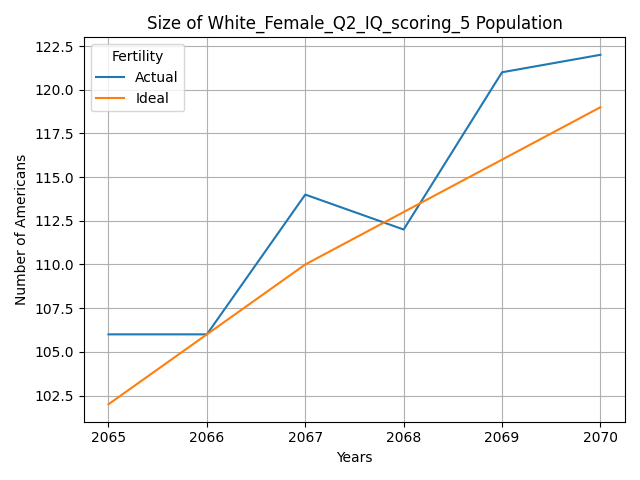 Size of White_Female_Q2_IQ_scoring_5 Population
Fertility
Actual
Ideal
Number of Americans
122.5
120.0
117.5
115.0
112.5
110.0
107.5
105.0
102.5
2065 2066 2067 2068 2069 2070
Years